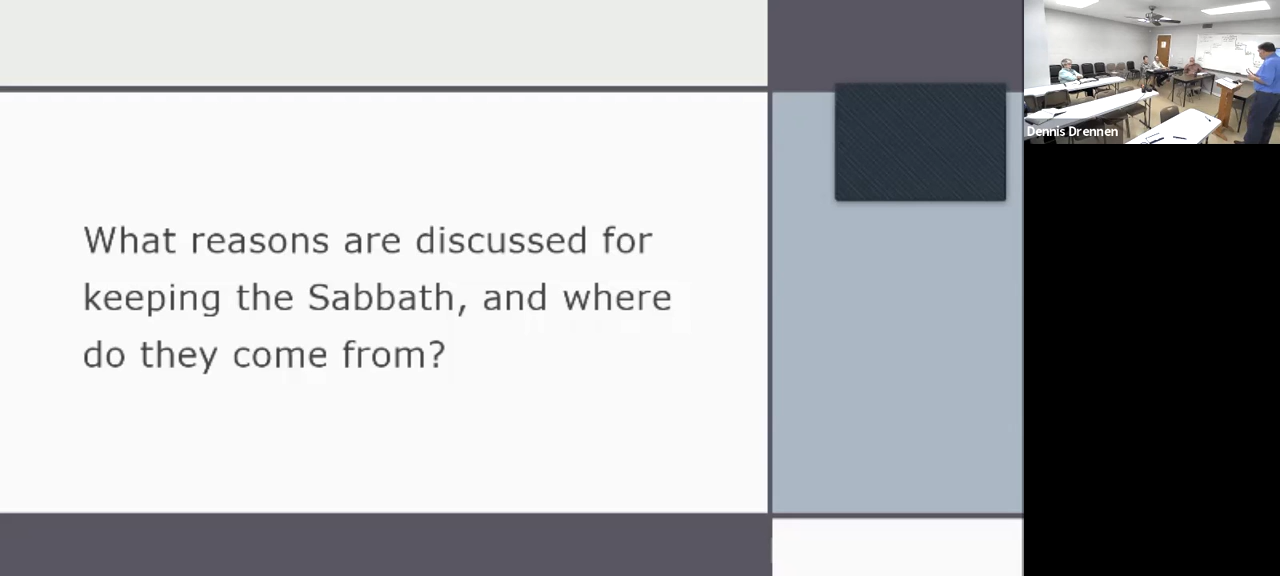 What reasons are discussed for
keeping the Sabbath, and where
do they come from?
Dennis Drennen